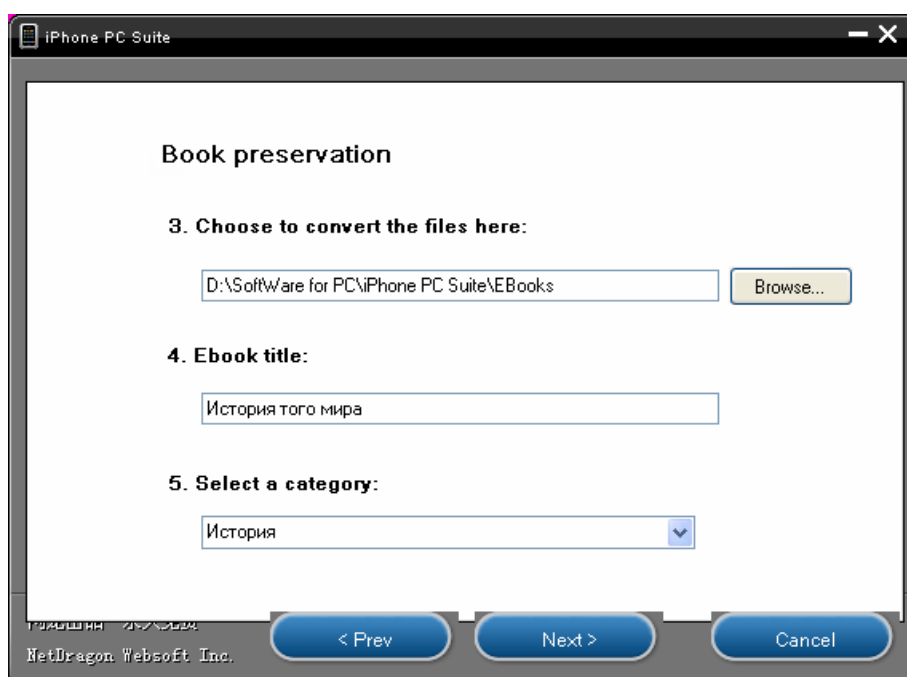 iPhone PC Suite
Book preservation
3. Choose to convert the files here:
D:\SoftWare for PC\iPhone PC Suite\EBooks
Browse...
4. Ebook title:
История того мира
5. Select a category:
История
NetDragon Websoft Inc.
< Prev
Next >
Cancel